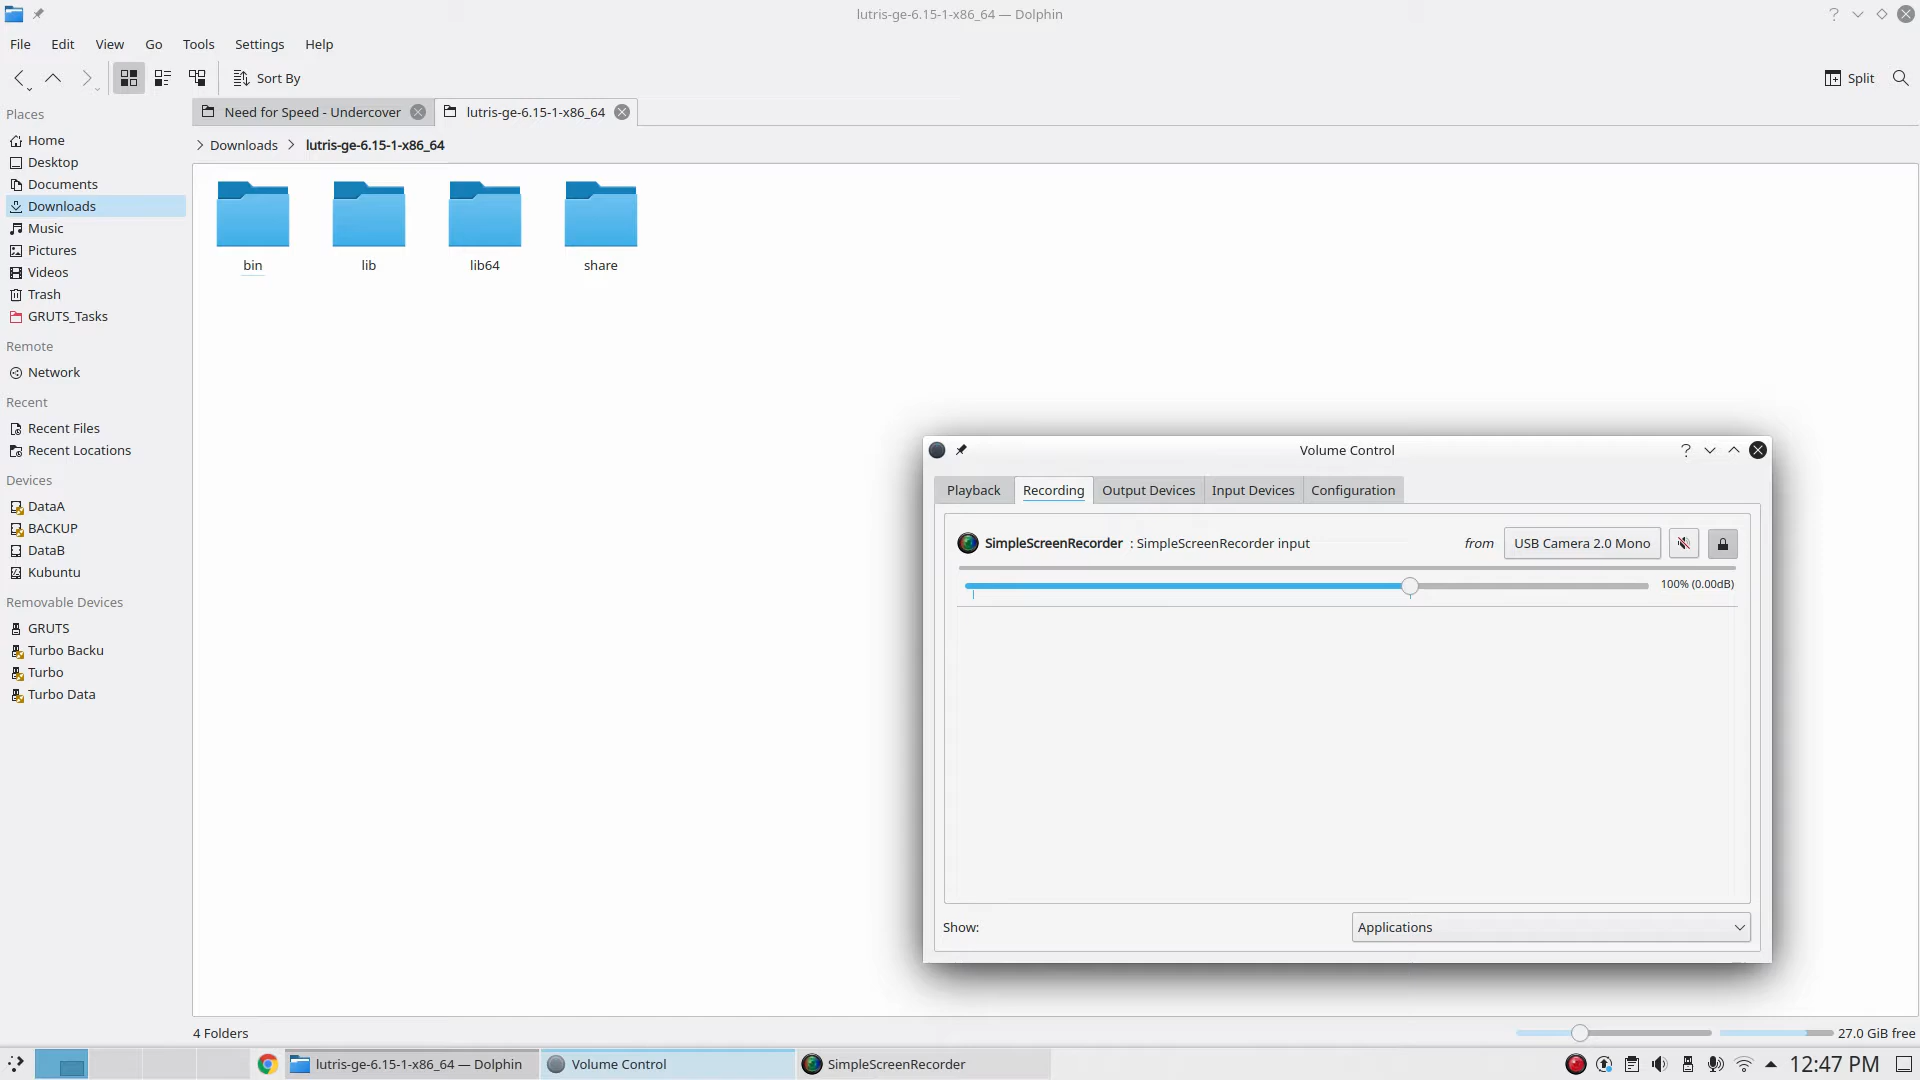 lutris-ge-6.15-1-x86_64 — Dolphin
File Edit View Go Tools Settings Help
Sort By
Split
Places
Home
Desktop
Documents
Downloads
Music
Pictures
Videos
Trash
GRUTS_Tasks
Remote
Network
Recent
Recent Files
Recent Locations
Devices
DataA
BACKUP
DataB
Kubuntu
Removable Devices
GRUTS
Turbo Backu
Turbo
Turbo Data
Need for Speed - Undercover lutris-ge-6.15-1-x86_64
Downloads lutris-ge-6.15-1-x86_64
bin lib lib64 share
Volume Control
Playback Recording Output Devices Input Devices Configuration
SimpleScreenRecorder : SimpleScreenRecorder input from USB Camera 2.0 Mono
100% (0.00dB)
Show: Applications
4 Folders 27.0 GiB free
lutris-ge-6.15-1-x86_64 — Dolphin Volume Control SimpleScreenRecorder 12:47 PM